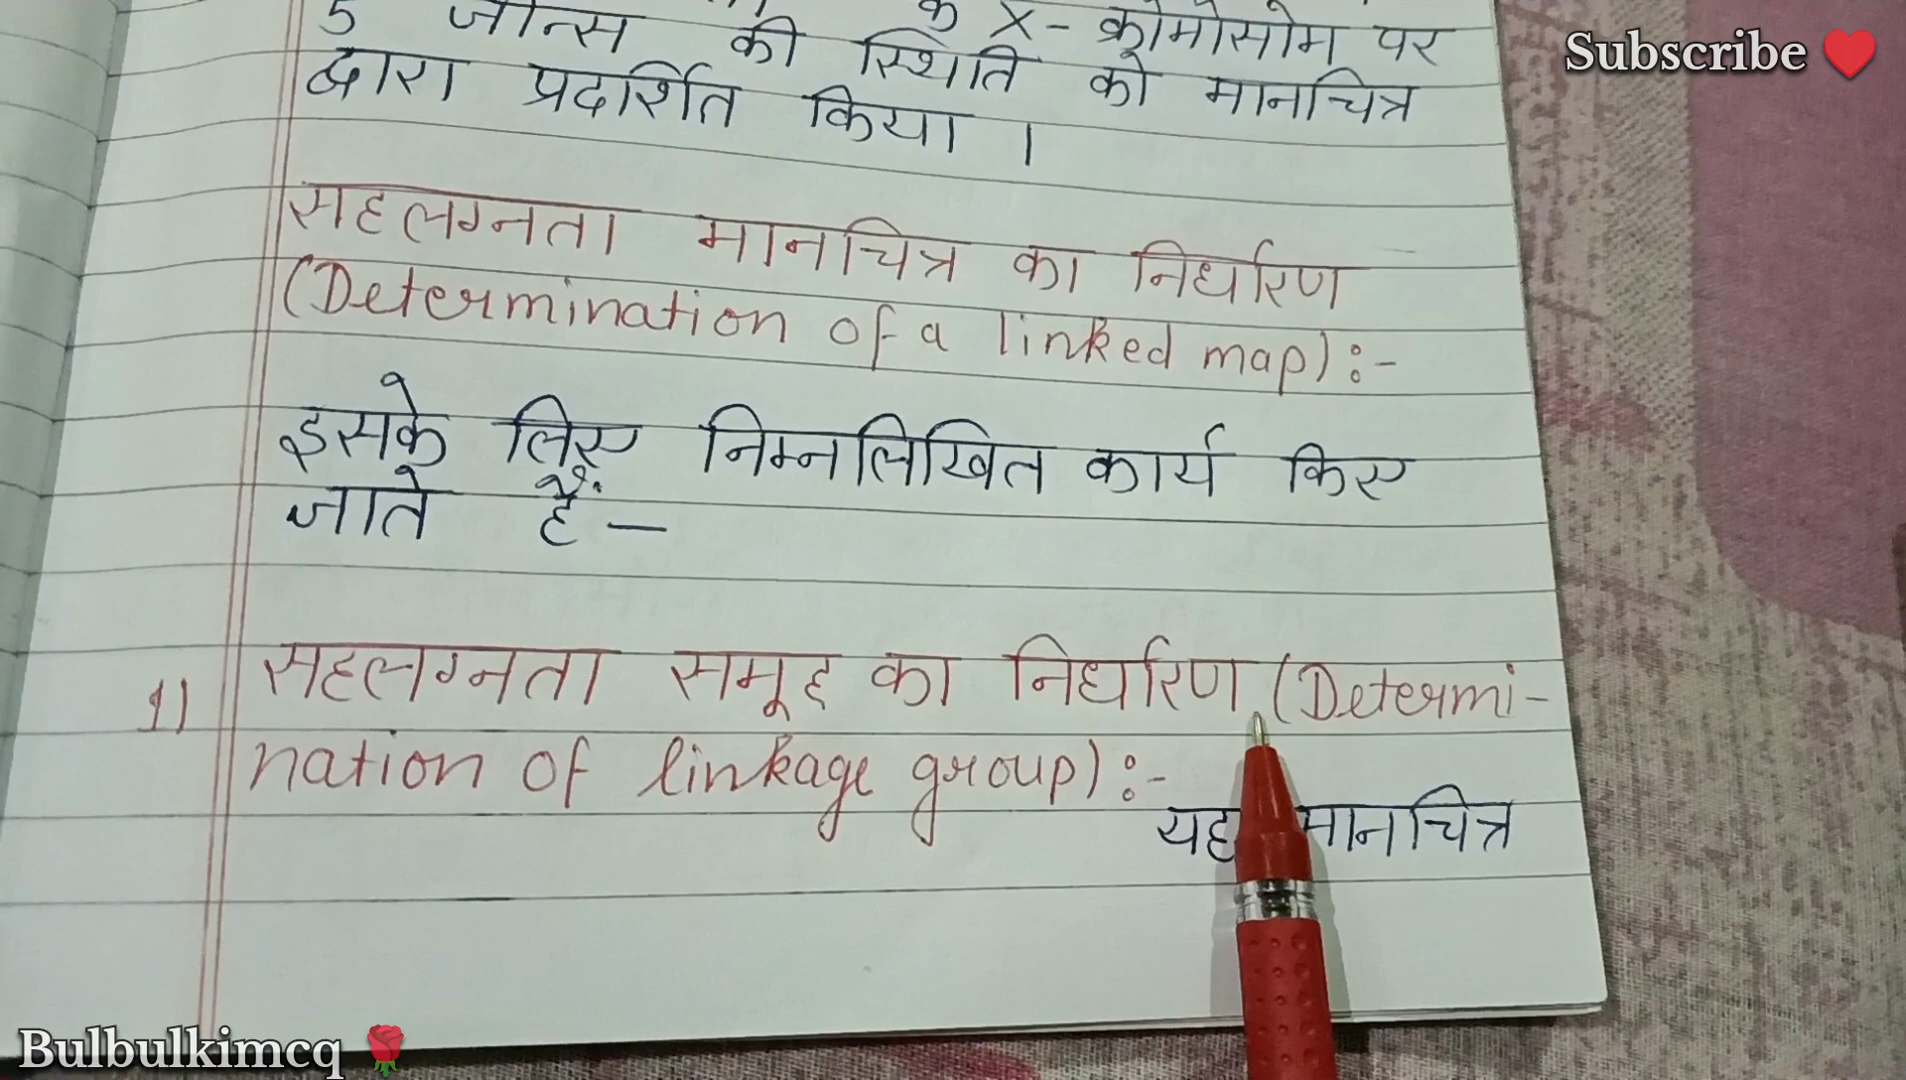 के X - क्रोमोसोम पर
5 जीन्स की स्थिति को मानचित्र
द्वारा प्रदर्शित किया ।
सहलग्नता मानचित्र का निर्धारण
(Determination of a linked map) :-
इसके लिए निम्नलिखित कार्य किए
जाते हैं -
1) सहलग्नता समूह का निर्धारण (Determi-
nation of linkage group) :-
यह मानचित्र
Subscribe ❤️
Bulbulkimcq 🌹